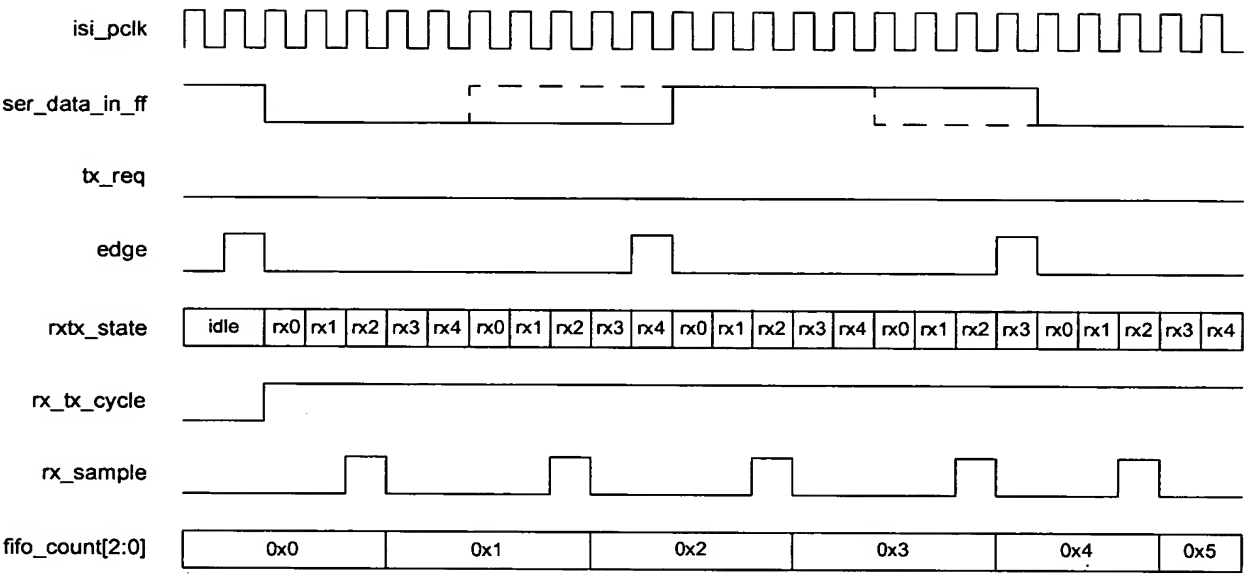 isi_pclk
ser_data_in_ff
tx_req
edge
rxtx_state idle rx0 rx1 rx2 rx3 rx4 rx0 rx1 rx2 rx3 rx4 rx0 rx1 rx2 rx3 rx4 rx0 rx1 rx2 rx3 rx0 rx1 rx2 rx3 rx4
rx_tx_cycle
rx_sample
fifo_count[2:0] 0x0 0x1 0x2 0x3 0x4 0x5